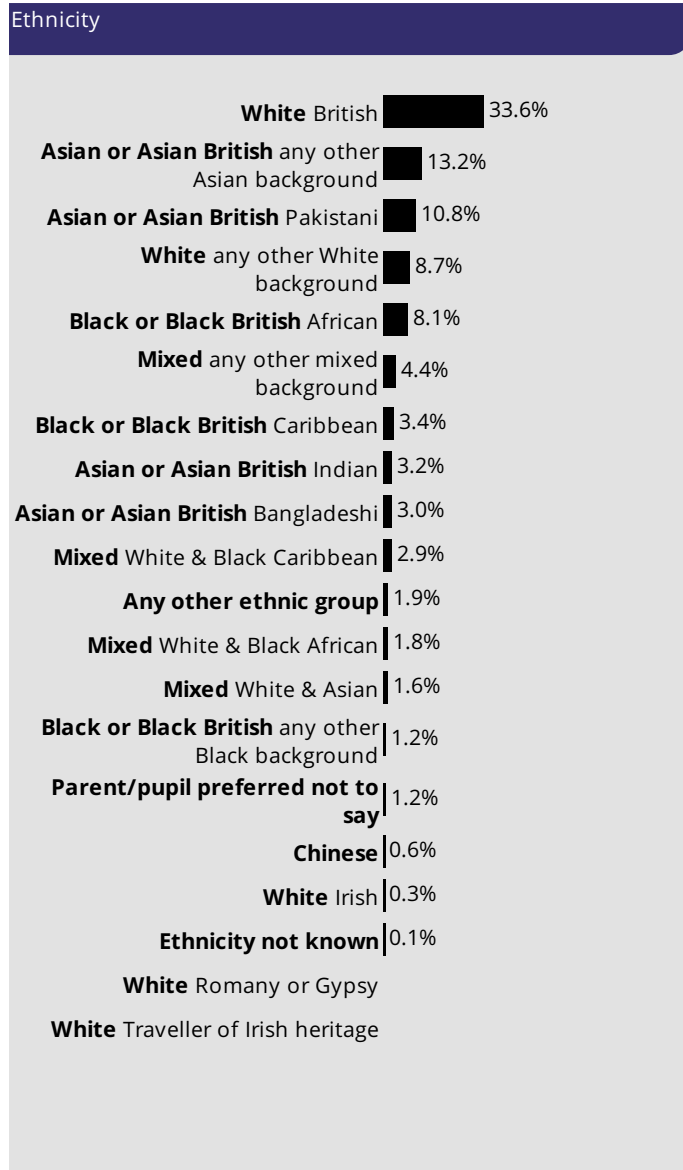 Ethnicity
White British 33.6%
Asian or Asian British any other
Asian background 13.2%
Asian or Asian British Pakistani 10.8%
White any other White
background 8.7%
Black or Black British African 8.1%
Mixed any other mixed
background 4.4%
Black or Black British Caribbean 3.4%
Asian or Asian British Indian 3.2%
Asian or Asian British Bangladeshi 3.0%
Mixed White & Black Caribbean 2.9%
Any other ethnic group 1.9%
Mixed White & Black African 1.8%
Mixed White & Asian 1.6%
Black or Black British any other
Black background 1.2%
Parent/pupil preferred not to
say 1.2%
Chinese 0.6%
White Irish 0.3%
Ethnicity not known 0.1%
White Romany or Gypsy
White Traveller of Irish heritage